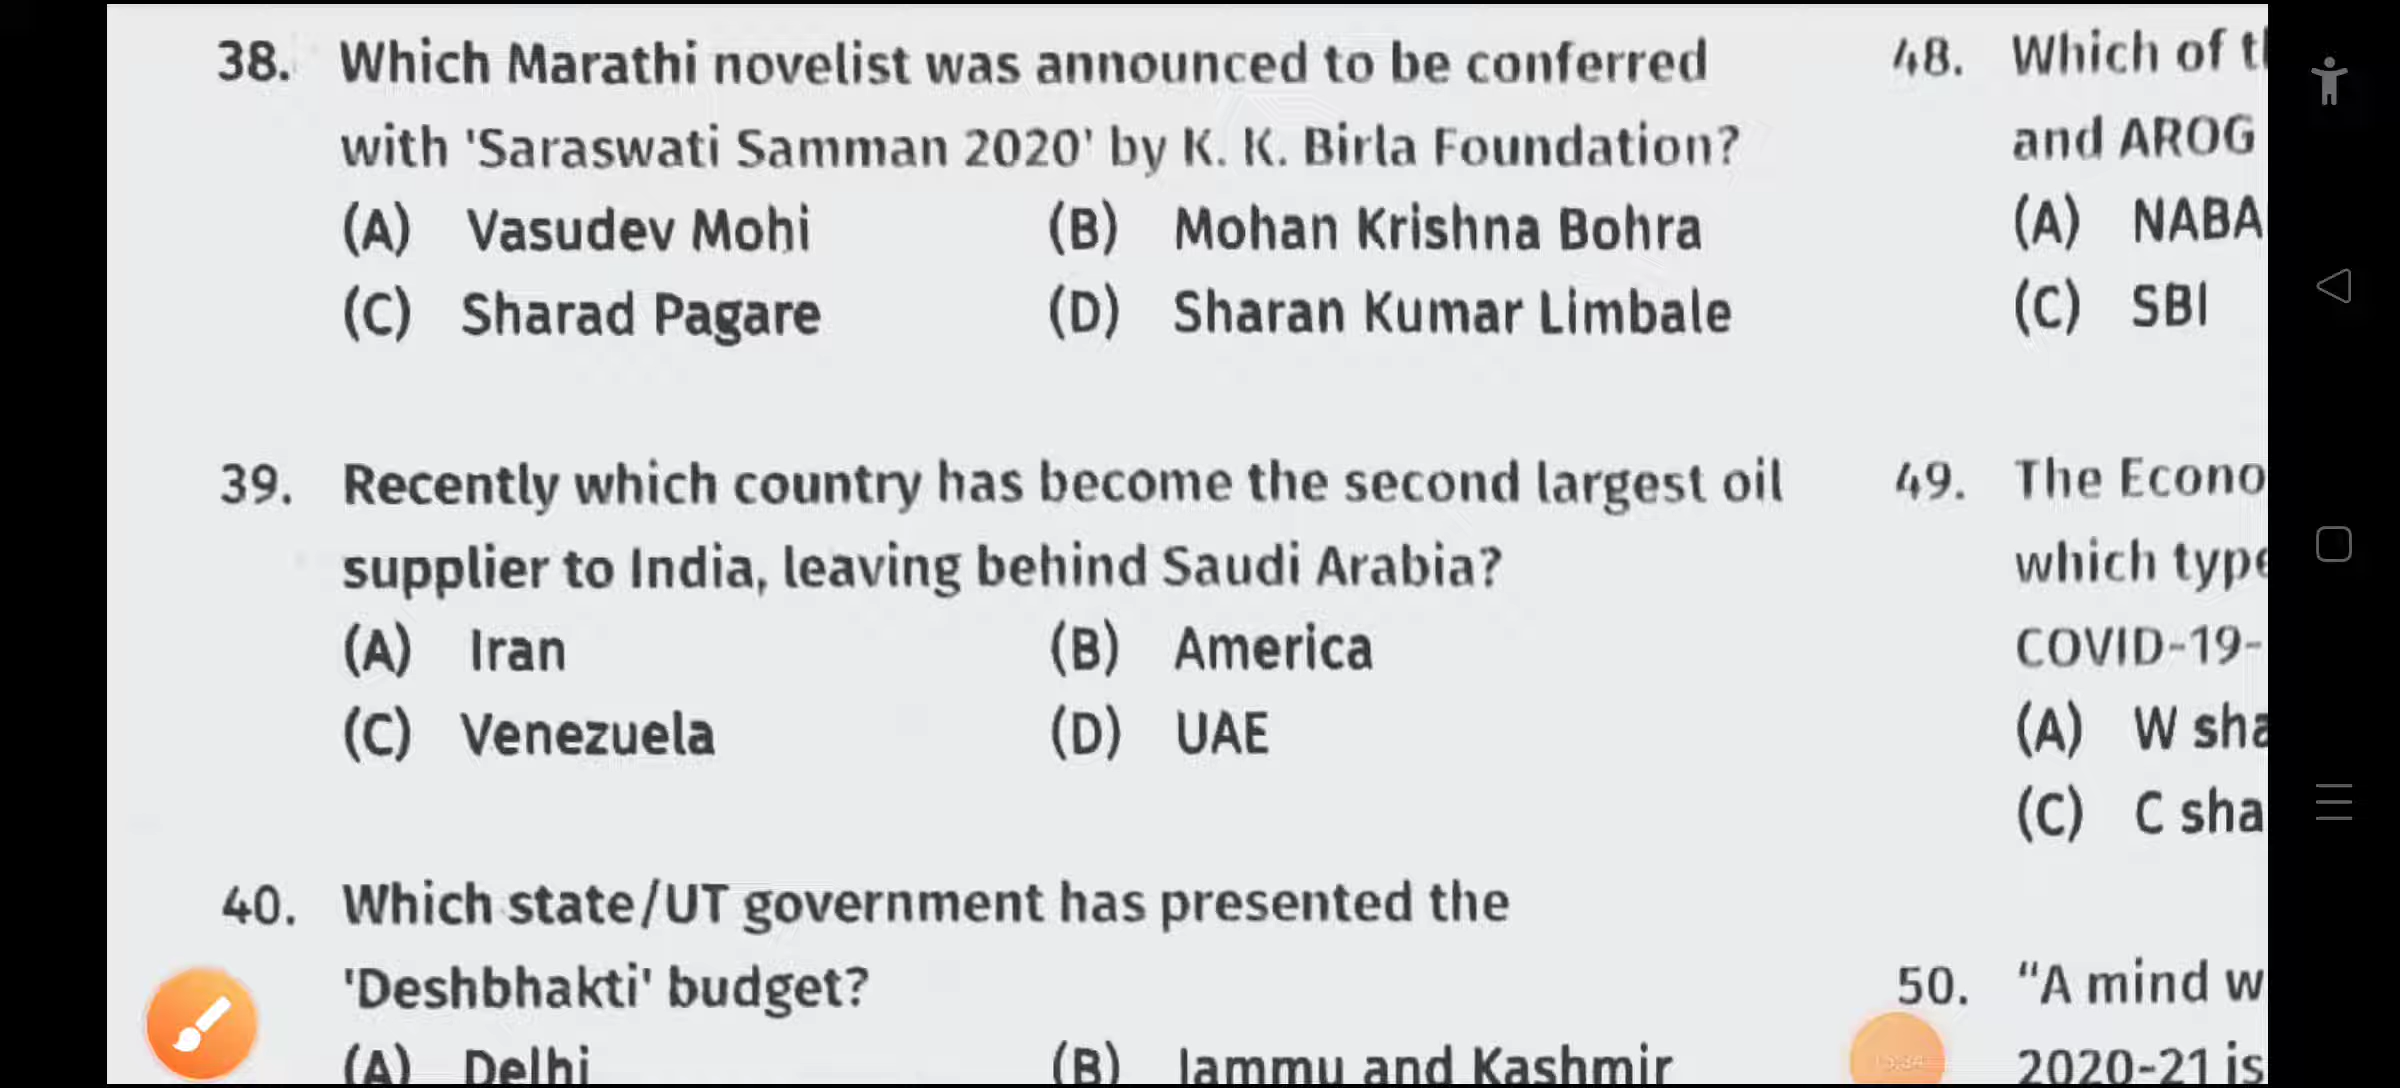 38. Which Marathi novelist was announced to be conferred
with 'Saraswati Samman 2020' by K. K. Birla Foundation?
(A) Vasudev Mohi (B) Mohan Krishna Bohra
(C) Sharad Pagare (D) Sharan Kumar Limbale
39. Recently which country has become the second largest oil
supplier to India, leaving behind Saudi Arabia?
(A) Iran (B) America
(C) Venezuela (D) UAE
40. Which state/UT government has presented the
'Deshbhakti' budget?
(A) Delhi (B) Jammu and Kashmir
48. Which of
and AROG
(A) NABA
(C) SBI
49. The Econo
which type
COVID-19-
(A) W sha
(C) C sha
50. "A mind w
2020-21 is